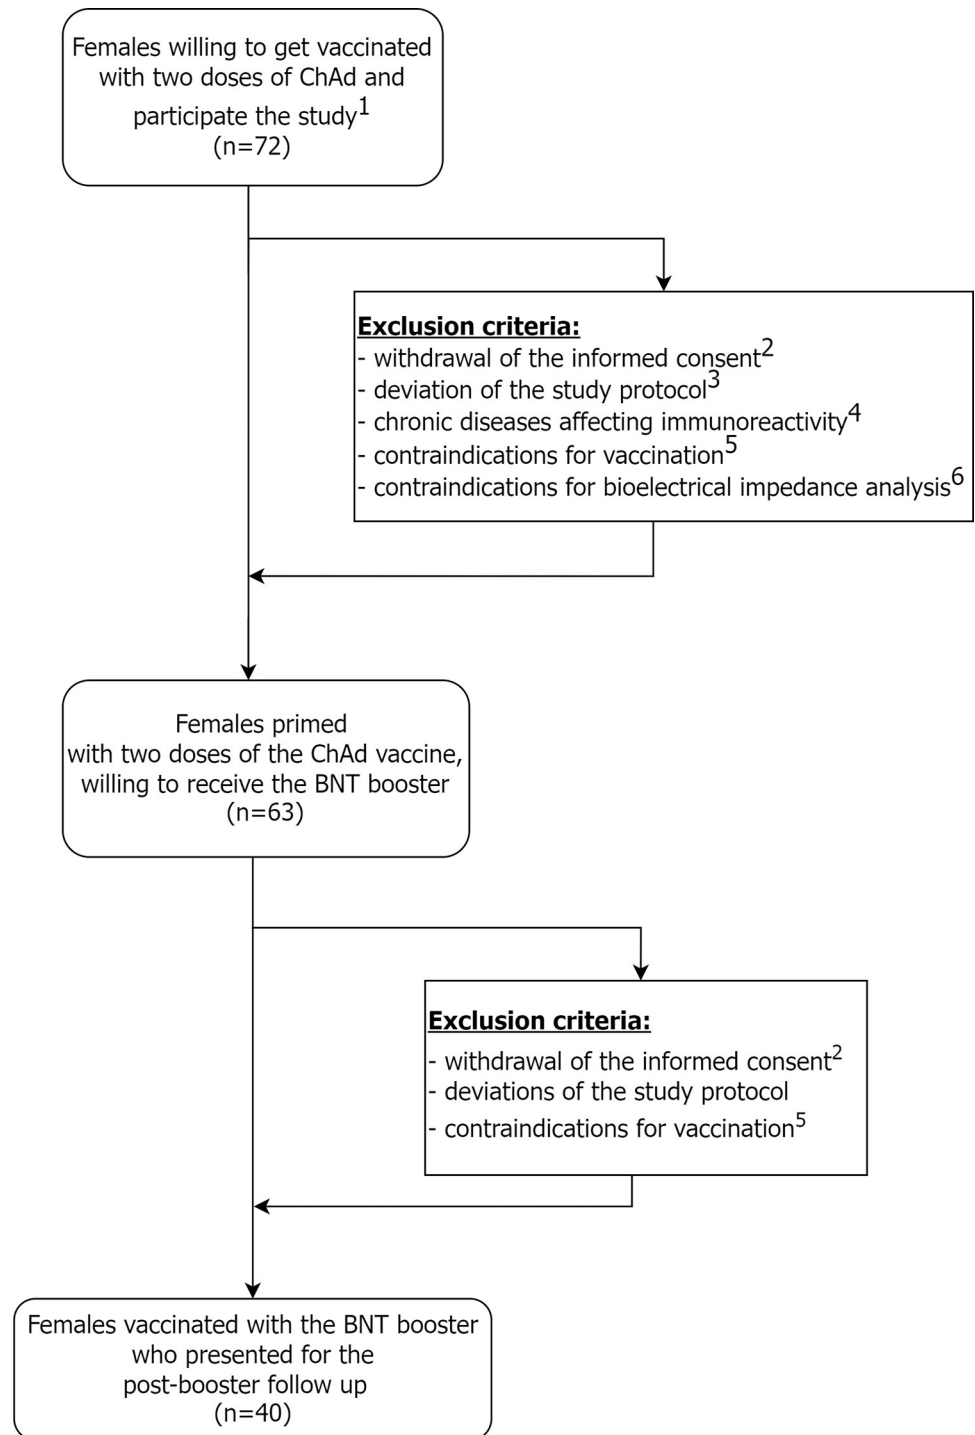 Females willing to get vaccinated
with two doses of ChAd and
participate the study1
(n=72)
Exclusion criteria:
- withdrawal of the informed consent2
- deviation of the study protocol3
- chronic diseases affecting immunoreactivity4
- contraindications for vaccination5
- contraindications for bioelectrical impedance analysis6
Females primed
with two doses of the ChAd vaccine,
willing to receive the BNT booster
(n=63)
Exclusion criteria:
- withdrawal of the informed consent2
- deviations of the study protocol
- contraindications for vaccination5
Females vaccinated with the BNT booster
who presented for the
post-booster follow up
(n=40)